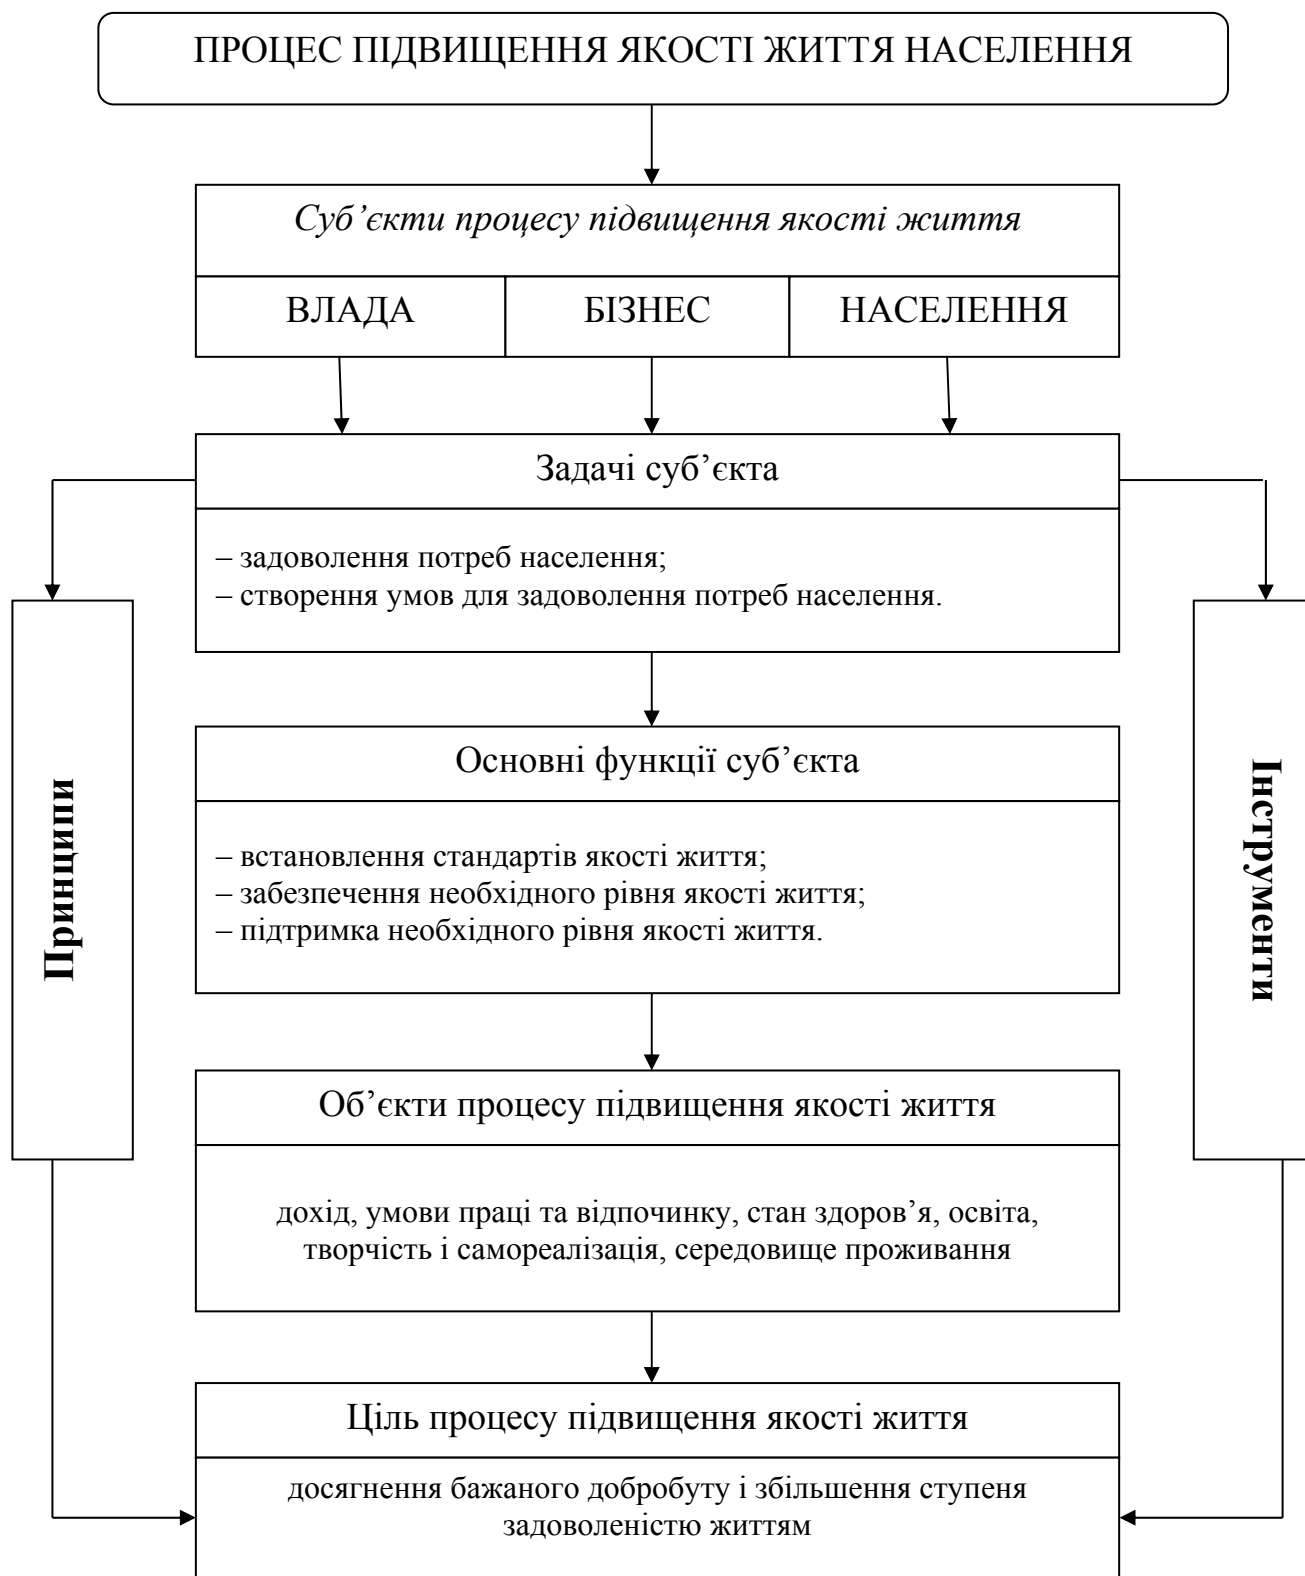 ПРОЦЕС ПІДВИЩЕННЯ ЯКОСТІ ЖИТТЯ НАСЕЛЕННЯ
Суб’єкти процесу підвищення якості життя
ВЛАДА
БІЗНЕС
НАСЕЛЕННЯ
Задачі суб’єкта
– задоволення потреб населення;
– створення умов для задоволення потреб населення.
Принципи
Інструменти
Основні функції суб’єкта
– встановлення стандартів якості життя;
– забезпечення необхідного рівня якості життя;
– підтримка необхідного рівня якості життя.
Об’єкти процесу підвищення якості життя
дохід, умови праці та відпочинку, стан здоров’я, освіта,
творчість і самореалізація, середовище проживання
Ціль процесу підвищення якості життя
досягнення бажаного добробуту і збільшення ступеня
задоволеністю життям